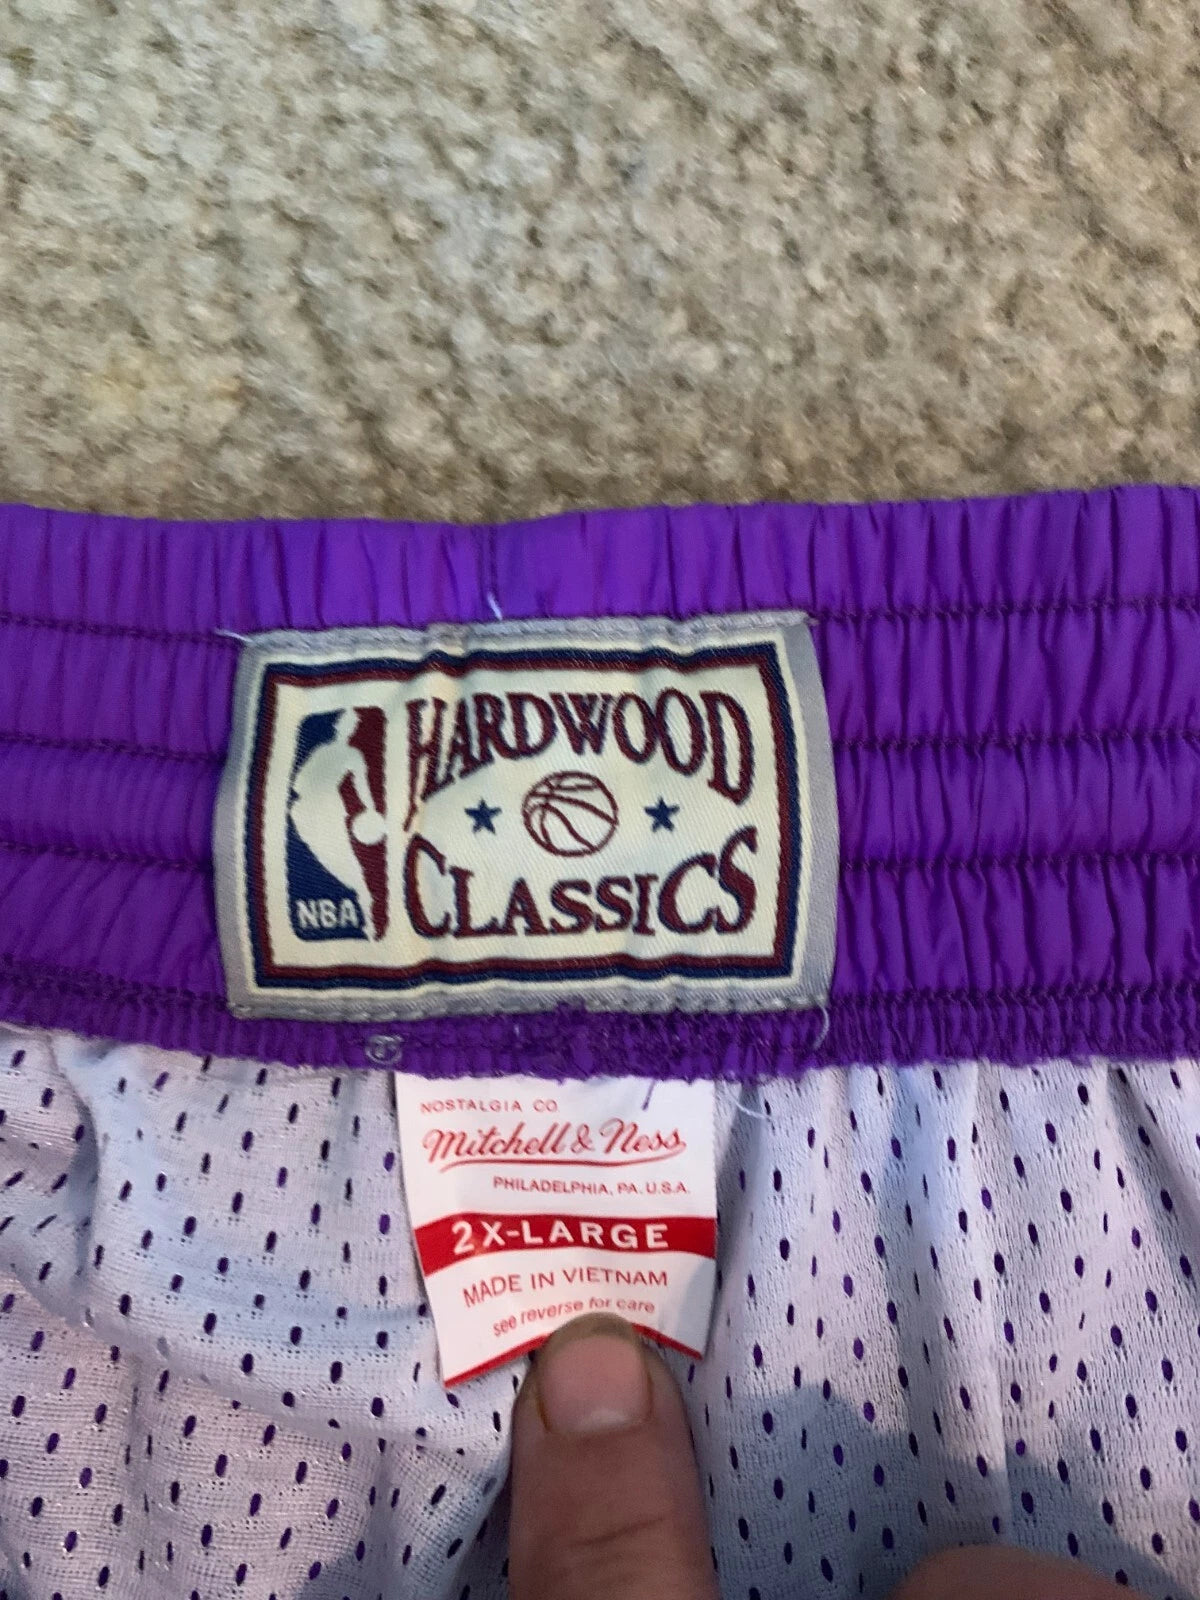 HARDWOOD
CLASSICS
NBA
NOSTALGIA CO
Mitchell & Ness
PHILADELPHIA, PA. U.S.A.
2X-LARGE
MADE IN VIETNAM
see reverse for care